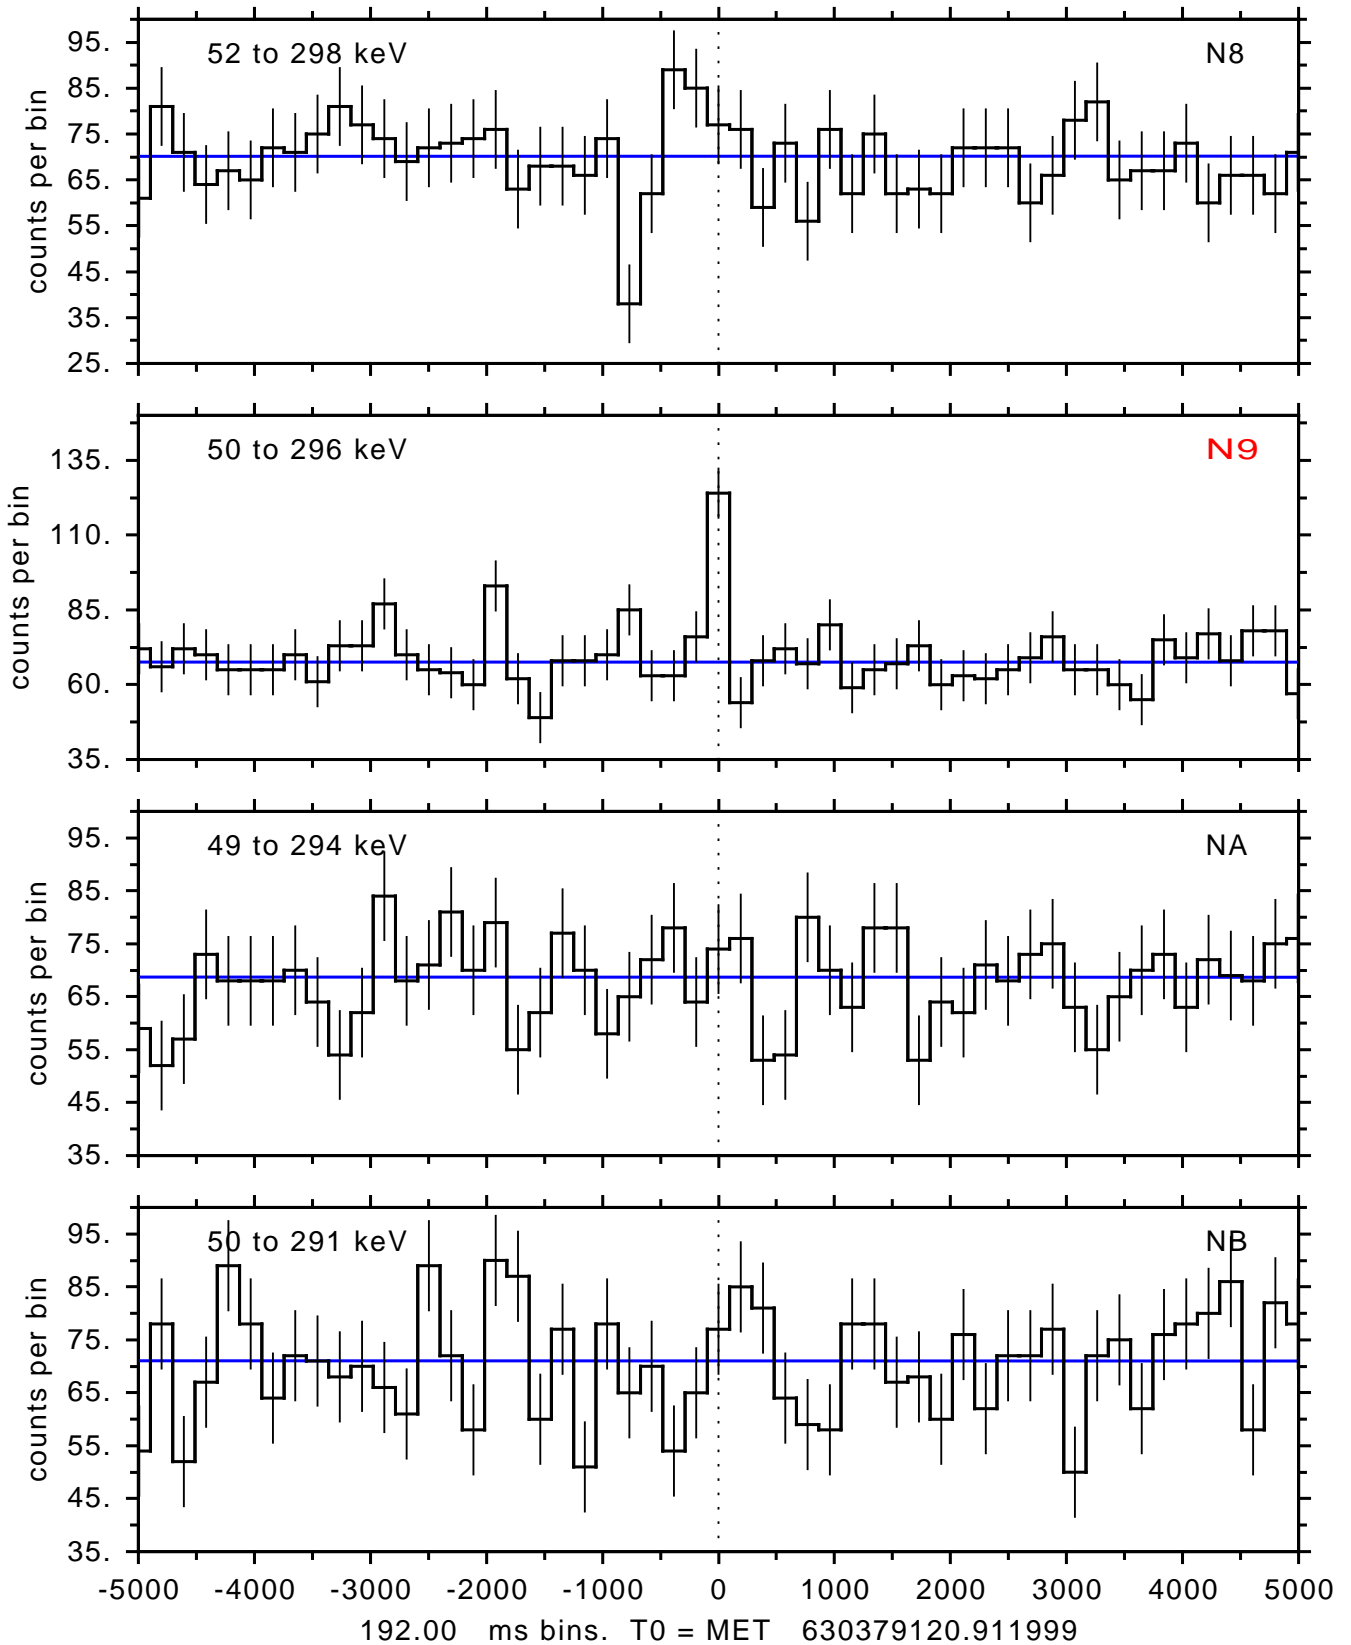 52 to 298 keV N8
95.
85.
75.
65.
55.
45.
35.
25.
counts per bin
50 to 296 keV N9
135.
110.
85.
60.
35.
counts per bin
49 to 294 keV NA
95.
85.
75.
65.
55.
45.
35.
counts per bin
50 to 291 keV NB
95.
85.
75.
65.
55.
45.
35.
counts per bin
-5000 -4000 -3000 -2000 -1000 0 1000 2000 3000 4000 5000
192.00 ms bins. T0 = MET 630379120.911999